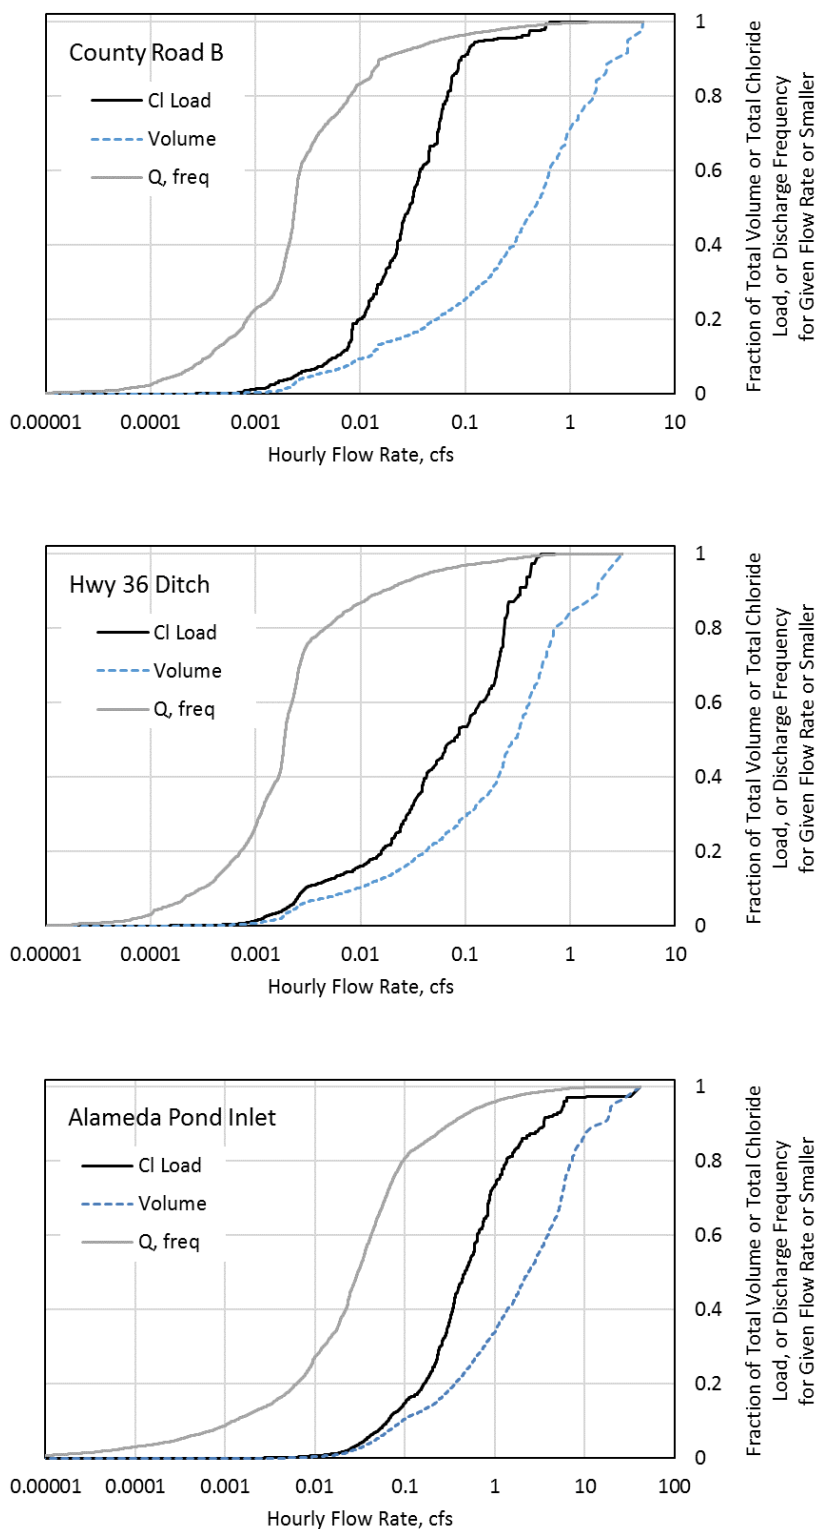 County Road B
Cl Load
Volume
Q, freq
1
0.8
0.6
0.4
0.2
0
0.00001 0.0001 0.001 0.01 0.1 1 10
Hourly Flow Rate, cfs
Fraction of Total Volume or Total Chloride
Load, or Discharge Frequency
for Given Flow Rate or Smaller
Hwy 36 Ditch
Cl Load
Volume
Q, freq
1
0.8
0.6
0.4
0.2
0
0.00001 0.0001 0.001 0.01 0.1 1 10
Hourly Flow Rate, cfs
Fraction of Total Volume or Total Chloride
Load, or Discharge Frequency
for Given Flow Rate or Smaller
Alameda Pond Inlet
Cl Load
Volume
Q, freq
1
0.8
0.6
0.4
0.2
0
0.00001 0.0001 0.001 0.01 0.1 1 10 100
Hourly Flow Rate, cfs
Fraction of Total Volume or Total Chloride
Load, or Discharge Frequency
for Given Flow Rate or Smaller